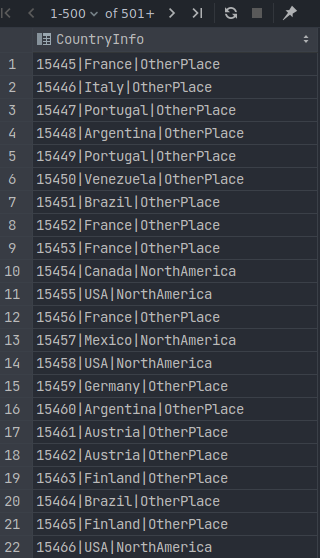 1-500 of 501+
CountryInfo
1 15445|France|OtherPlace
2 15446|Italy|OtherPlace
3 15447|Portugal|OtherPlace
4 15448|Argentina|OtherPlace
5 15449|Portugal|OtherPlace
6 15450|Venezuela|OtherPlace
7 15451|Brazil|OtherPlace
8 15452|France|OtherPlace
9 15453|France|OtherPlace
10 15454|Canada|NorthAmerica
11 15455|USA|NorthAmerica
12 15456|France|OtherPlace
13 15457|Mexico|NorthAmerica
14 15458|USA|NorthAmerica
15 15459|Germany|OtherPlace
16 15460|Argentina|OtherPlace
17 15461|Austria|OtherPlace
18 15462|Austria|OtherPlace
19 15463|Finland|OtherPlace
20 15464|Brazil|OtherPlace
21 15465|Finland|OtherPlace
22 15466|USA|NorthAmerica